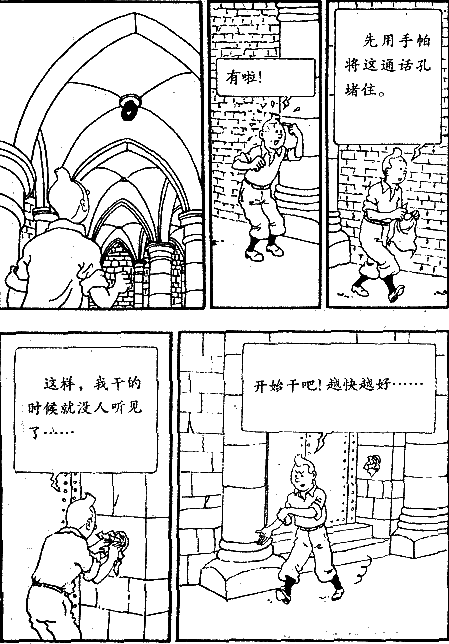 有啦!
先用手帕
将这通话孔
堵住。
这样，我干的
时候就没人听见
了……
开始干吧!越快越好……